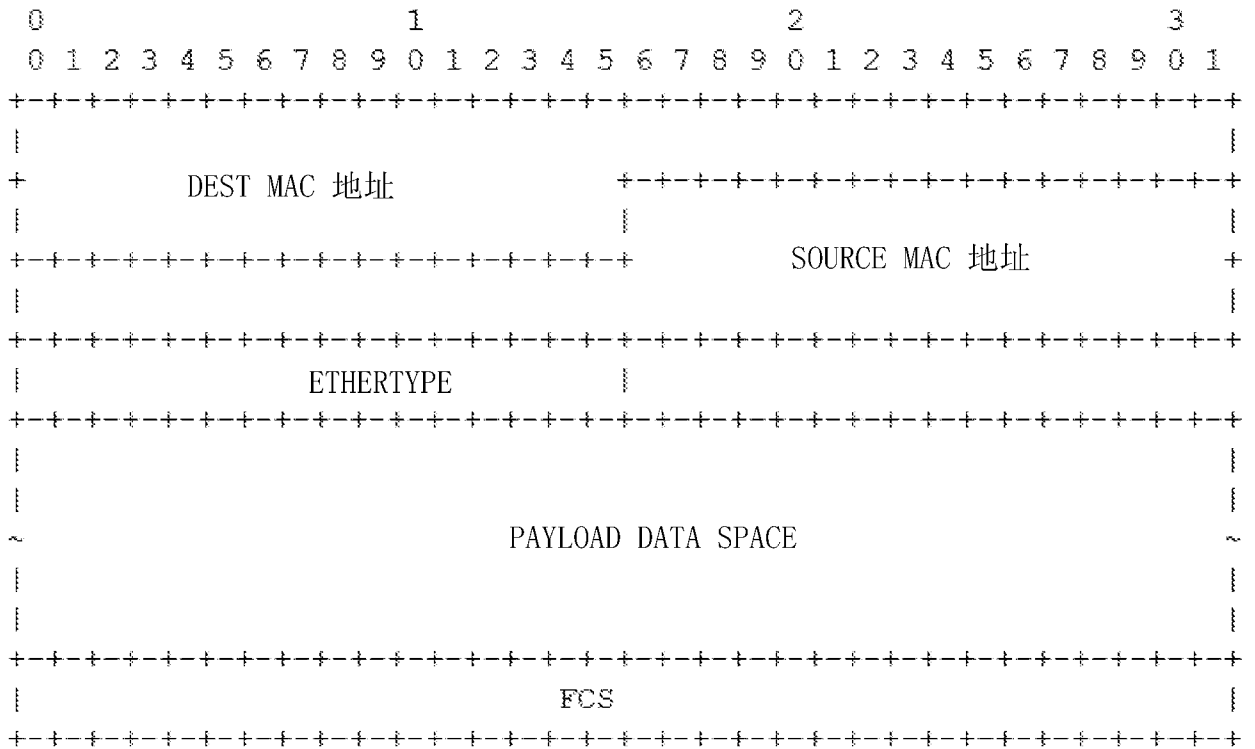 0 1 2 3
0 1 2 3 4 5 6 7 8 9 0 1 2 3 4 5 6 7 8 9 0 1 2 3 4 5 6 7 8 9 0 1
DEST MAC 地址
SOURCE MAC 地址
ETHERTYPE
PAYLOAD DATA SPACE
FCS